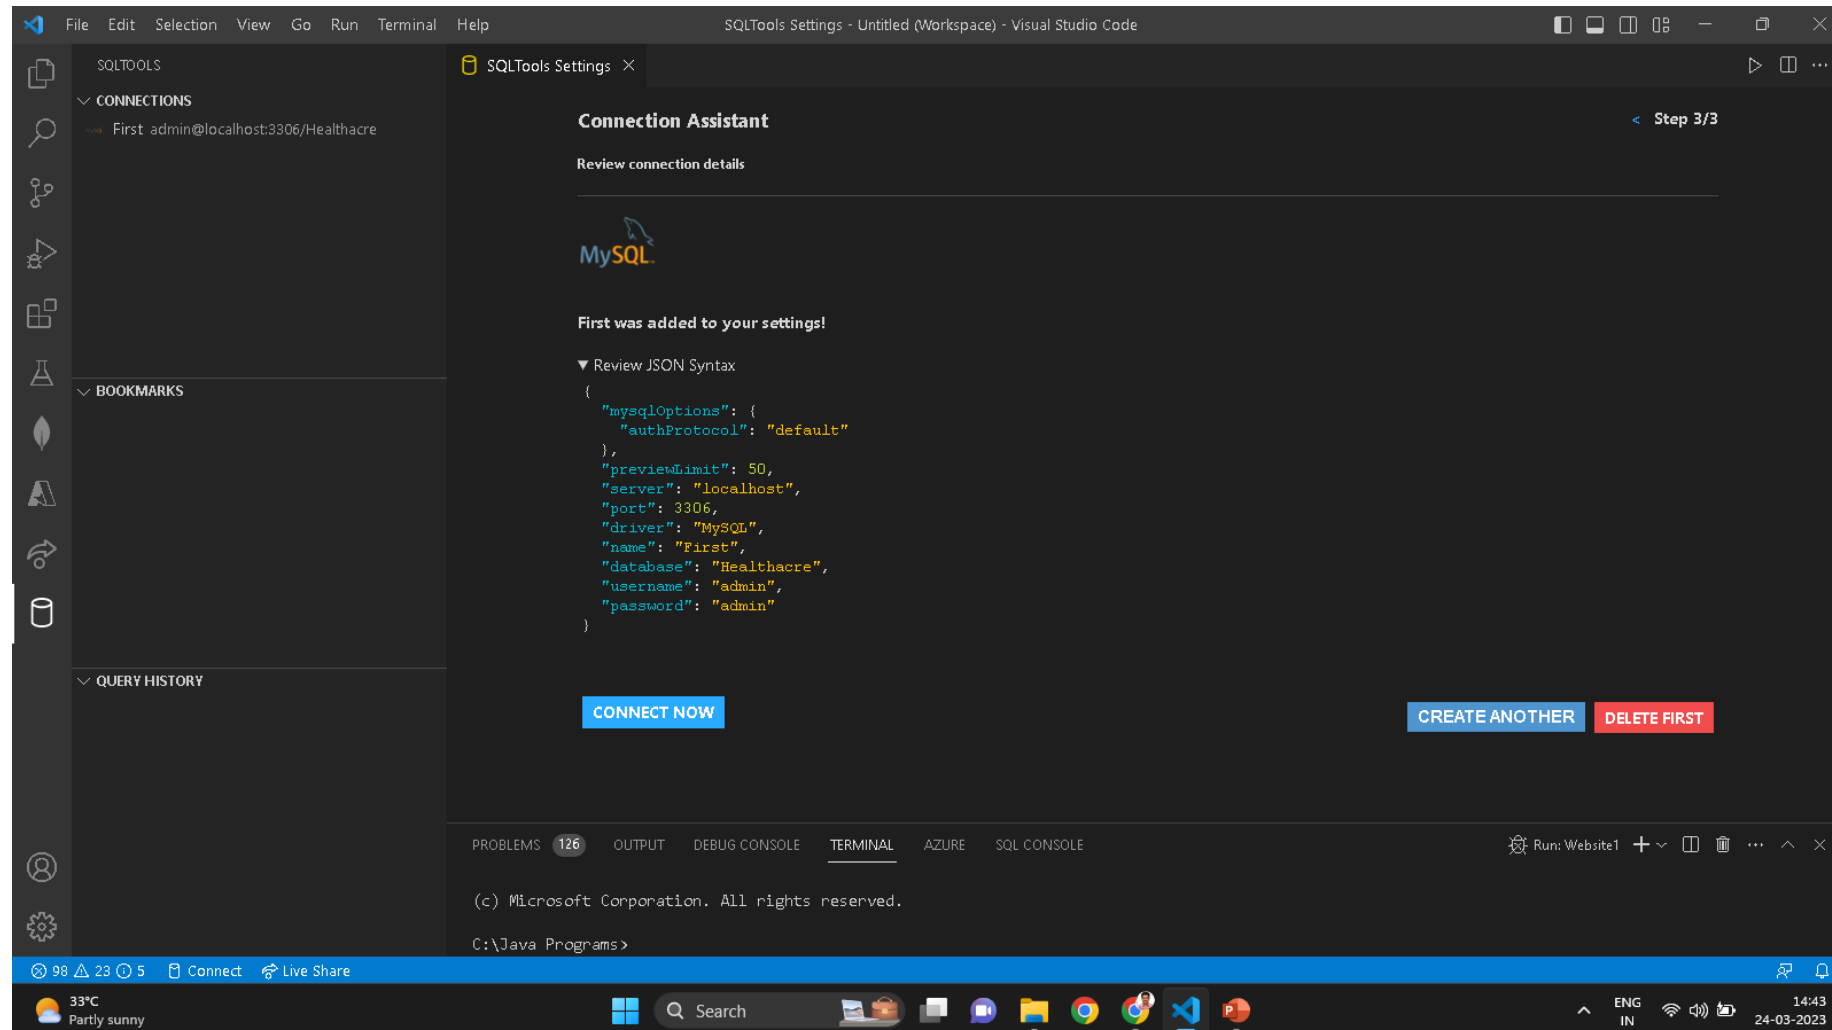 File Edit Selection View Go Run Terminal Help
SQLTools Settings - Untitled (Workspace) - Visual Studio Code
SQLTOOLS
CONNECTIONS
First admin@localhost:3306/Healthacre
BOOKMARKS
QUERY HISTORY
SQLTools Settings
Connection Assistant
< Step 3/3
Review connection details
MySQL
First was added to your settings!
Review JSON Syntax
{
"mysqlOptions": {
"authProtocol": "default"
},
"previewLimit": 50,
"server": "localhost",
"port": 3306,
"driver": "MySQL",
"name": "First",
"database": "Healthacre",
"username": "admin",
"password": "admin"
}
CONNECT NOW
CREATE ANOTHER
DELETE FIRST
PROBLEMS 126 OUTPUT DEBUG CONSOLE TERMINAL AZURE SQL CONSOLE
Run: Website1
(c) Microsoft Corporation. All rights reserved.
C:\Java Programs>
98 23 5 Connect Live Share
33°C
Partly sunny
Search
ENG
IN
14:43
24-03-2023